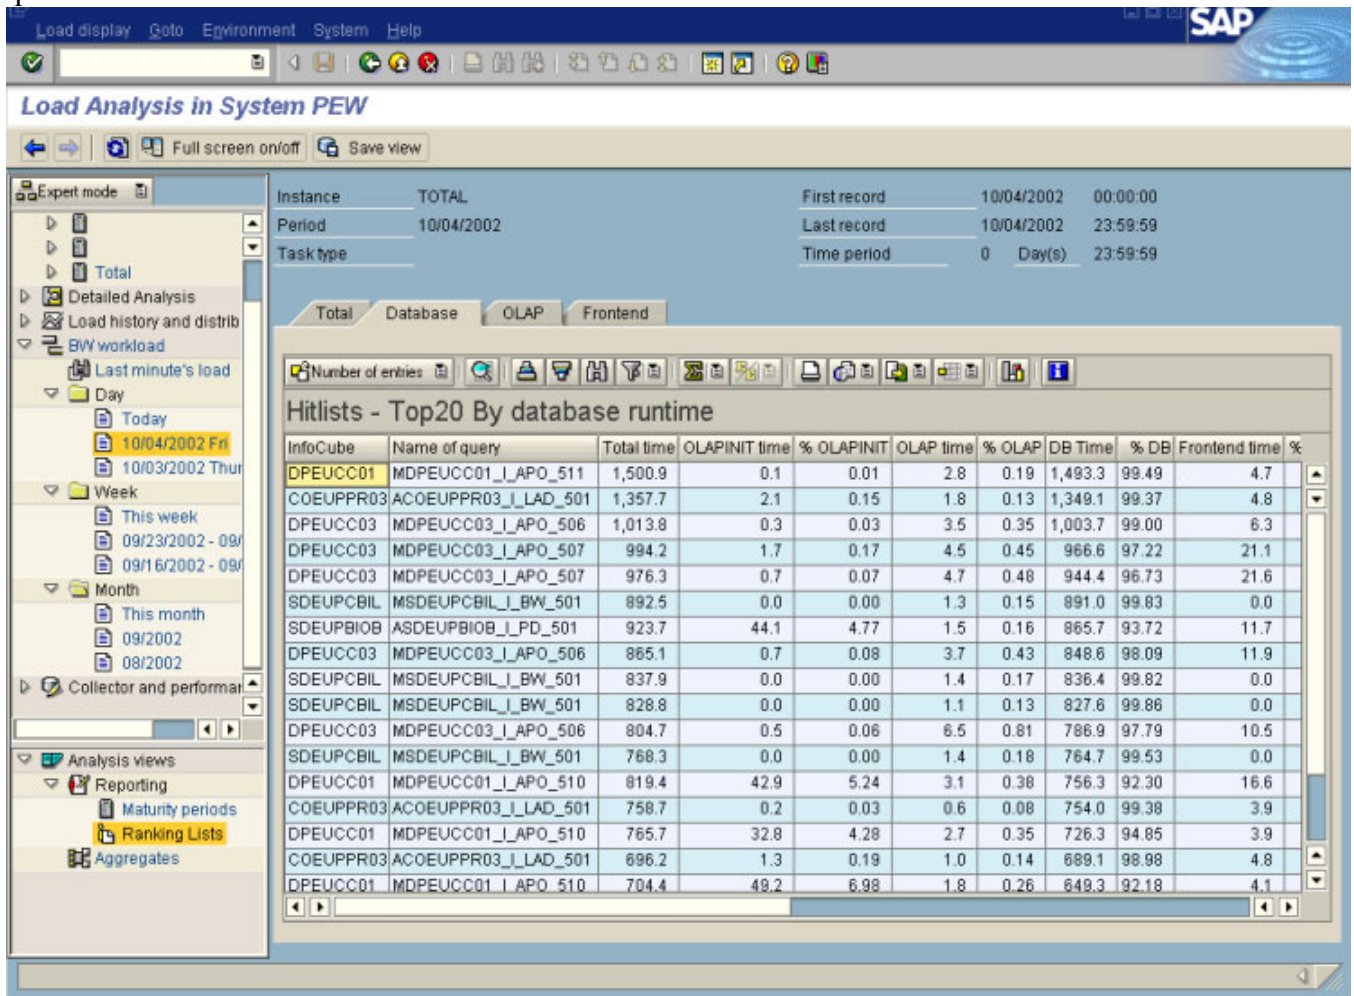 Load display Goto Environment System Help
SAP
Load Analysis in System PEW
Full screen on/off Save view
Expert mode
Total
Detailed Analysis
Load history and distrib
BW workload
Last minute's load
Day
Today
10/04/2002 Fri
10/03/2002 Thur
Week
This week
09/23/2002 - 09/
09/16/2002 - 09/
Month
This month
09/2002
08/2002
Collector and performar
Analysis views
Reporting
Maturity periods
Ranking Lists
Aggregates
Instance TOTAL First record 10/04/2002 00:00:00
Period 10/04/2002 Last record 10/04/2002 23:59:59
Task type Time period 0 Day(s) 23:59:59
Total Database OLAP Frontend
Number of entries
Hitlists - Top20 By database runtime
InfoCube Name of query Total time OLAPINIT time % OLAPINIT OLAP time % OLAP DB Time % DB Frontend time %
DPEUCC01 MDPEUCC01_I_APO_511 1,500.9 0.1 0.01 2.8 0.19 1,493.3 99.49 4.7
COEUPPR03 ACOEUPPR03_I_LAD_501 1,357.7 2.1 0.15 1.8 0.13 1,349.1 99.37 4.8
DPEUCC03 MDPEUCC03_I_APO_506 1,013.8 0.3 0.03 3.5 0.35 1,003.7 99.00 6.3
DPEUCC03 MDPEUCC03_I_APO_507 994.2 1.7 0.17 4.5 0.45 966.6 97.22 21.1
DPEUCC03 MDPEUCC03_I_APO_507 976.3 0.7 0.07 4.7 0.48 944.4 96.73 21.6
SDEUPCBIL MSDEUPCBIL_I_BW_501 892.5 0.0 0.00 1.3 0.15 891.0 99.83 0.0
SDEUPBIOB ASDEUPBIOB_I_PD_501 923.7 44.1 4.77 1.5 0.16 865.7 93.72 11.7
DPEUCC03 MDPEUCC03_I_APO_506 865.1 0.7 0.08 3.7 0.43 848.6 98.09 11.9
SDEUPCBIL MSDEUPCBIL_I_BW_501 837.9 0.0 0.00 1.4 0.17 836.4 99.82 0.0
SDEUPCBIL MSDEUPCBIL_I_BW_501 828.8 0.0 0.00 1.1 0.13 827.6 99.86 0.0
DPEUCC03 MDPEUCC03_I_APO_506 804.7 0.5 0.06 6.5 0.81 786.9 97.79 10.5
SDEUPCBIL MSDEUPCBIL_I_BW_501 768.3 0.0 0.00 1.4 0.18 764.7 99.53 0.0
DPEUCC01 MDPEUCC01_I_APO_510 819.4 42.9 5.24 3.1 0.38 756.3 92.30 16.6
COEUPPR03 ACOEUPPR03_I_LAD_501 758.7 0.2 0.03 0.6 0.08 754.0 99.38 3.9
DPEUCC01 MDPEUCC01_I_APO_510 765.7 32.8 4.28 2.7 0.35 726.3 94.85 3.9
COEUPPR03 ACOEUPPR03_I_LAD_501 696.2 1.3 0.19 1.0 0.14 689.1 98.98 4.8
DPEUCC01 MDPEUCC01_I_APO_510 704.4 49.2 6.98 1.8 0.26 649.3 92.18 4.1